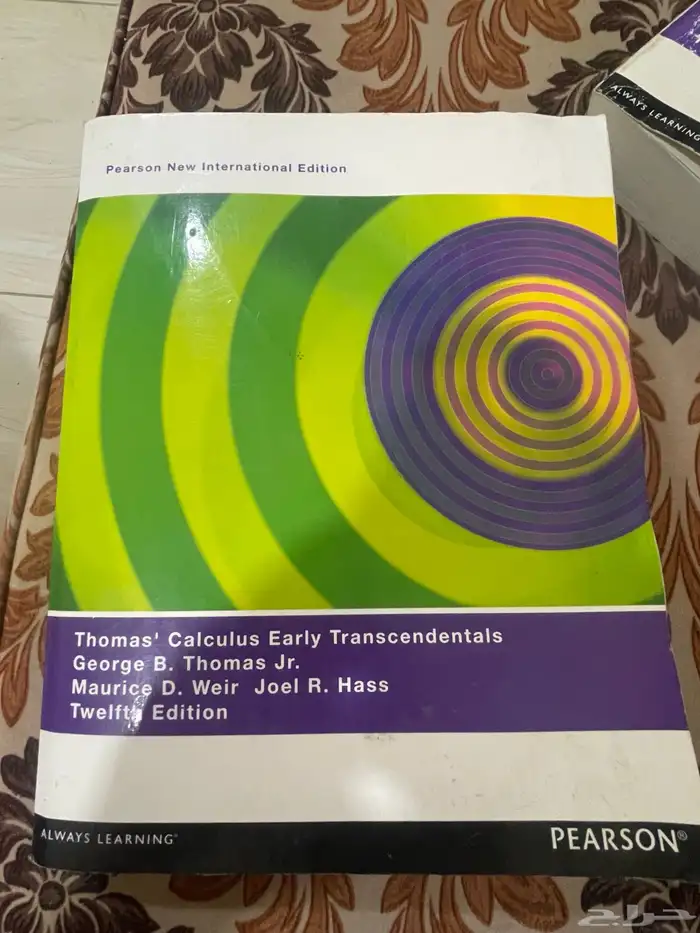 Pearson New International Edition
Thomas' Calculus Early Transcendentals
George B. Thomas Jr.
Maurice D. Weir Joel R. Hass
Twelfth Edition
ALWAYS LEARNING
PEARSON®
ALWAYS LEARNING
حراج